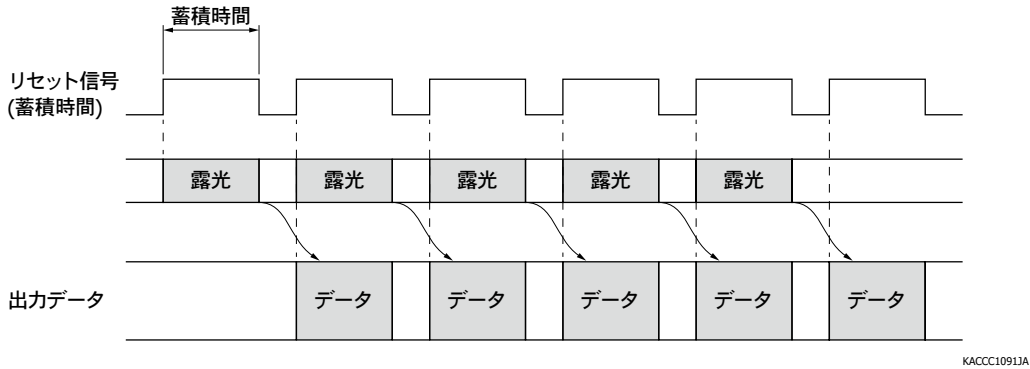 蓄積時間
リセット信号
(蓄積時間)
露光 露光 露光 露光 露光
出力データ データ データ データ データ データ
KACCC1091JA